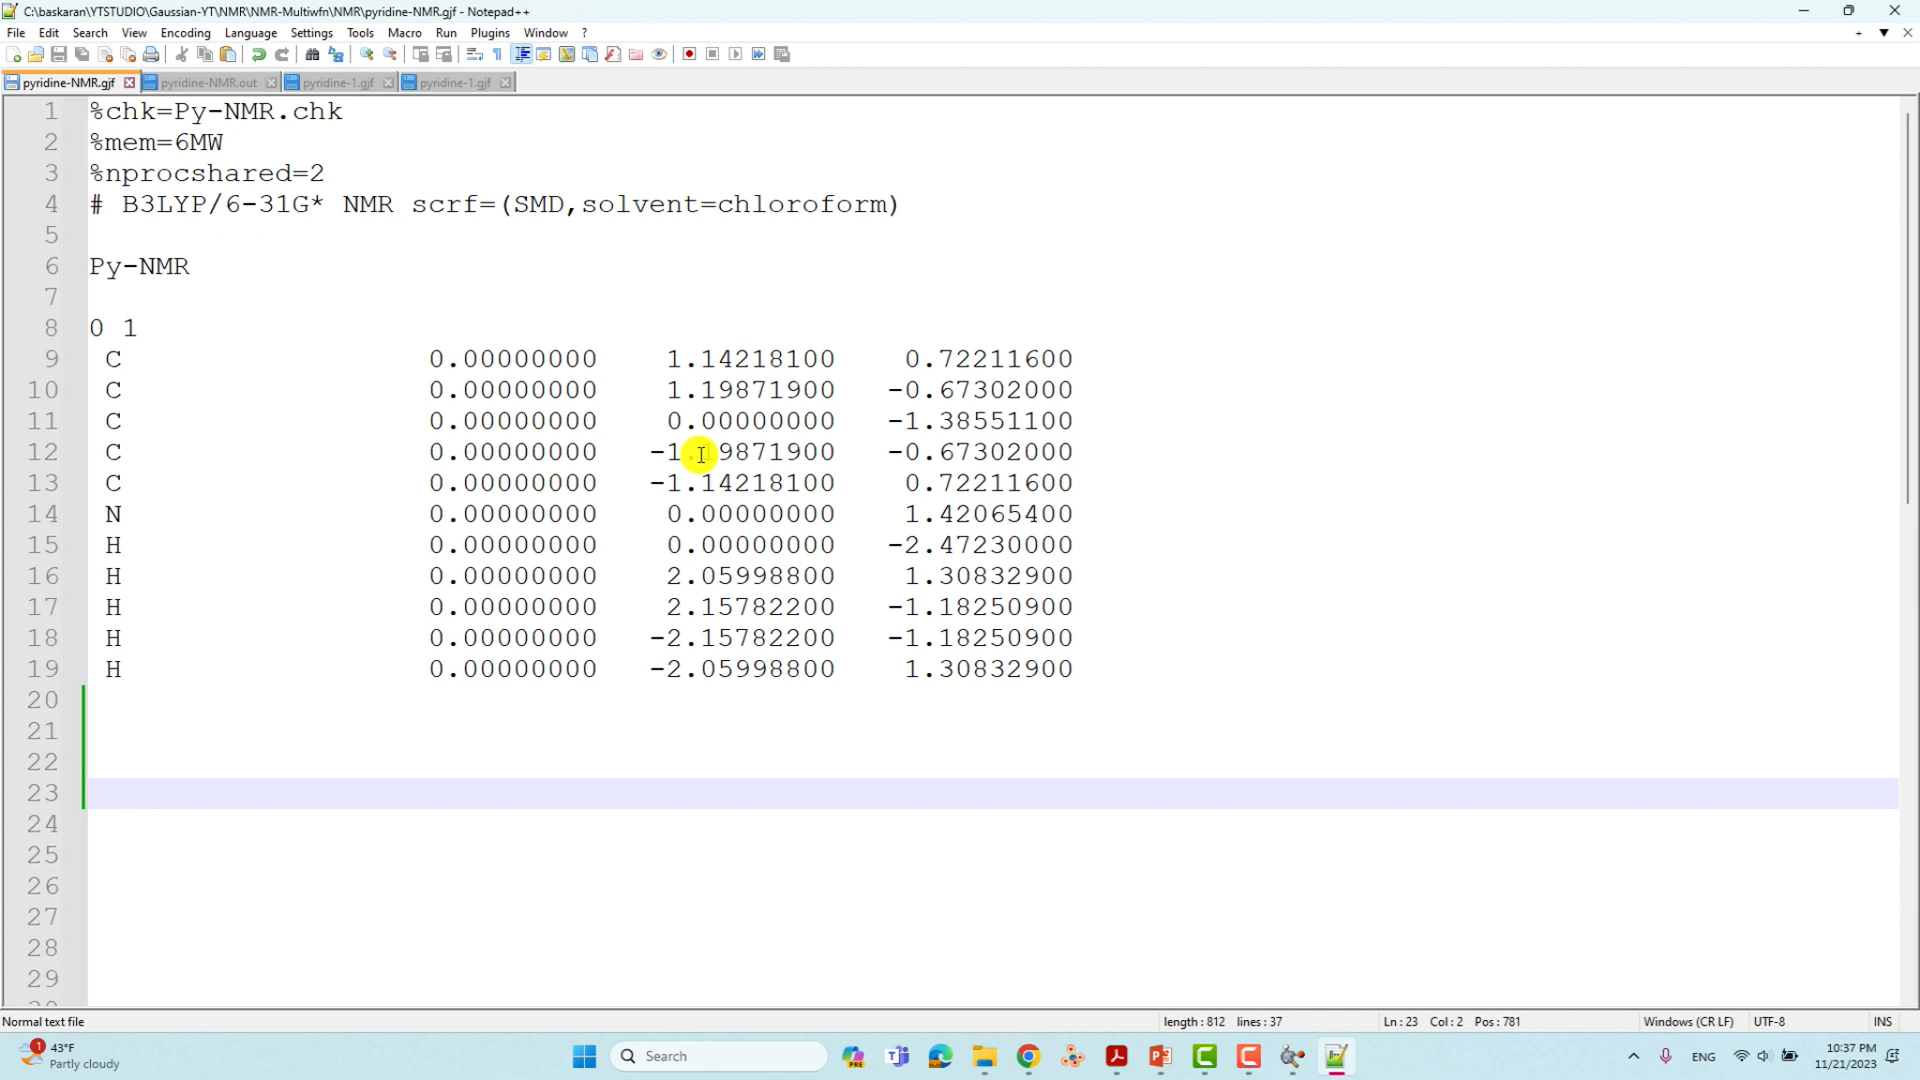 C:\baskaran\YTSTUDIO\Gaussian-YT\NMR\NMR-Multiwfn\NMR\pyridine-NMR.gjf - Notepad++
File Edit Search View Encoding Language Settings Tools Macro Run Plugins Window ?
pyridine-NMR.gjf pyridine-NMR.out pyridine-1.gjf pyridine-1.gjf
1 %chk=Py-NMR.chk
2 %mem=6MW
3 %nprocshared=2
4 # B3LYP/6-31G* NMR scrf=(SMD,solvent=chloroform)
5
6 Py-NMR
7
8 0 1
9 C 0.00000000 1.14218100 0.72211600
10 C 0.00000000 1.19871900 -0.67302000
11 C 0.00000000 0.00000000 -1.38551100
12 C 0.00000000 -1.19871900 -0.67302000
13 C 0.00000000 -1.14218100 0.72211600
14 N 0.00000000 0.00000000 1.42065400
15 H 0.00000000 0.00000000 -2.47230000
16 H 0.00000000 2.05998800 1.30832900
17 H 0.00000000 2.15782200 -1.18250900
18 H 0.00000000 -2.15782200 -1.18250900
19 H 0.00000000 -2.05998800 1.30832900
20
21
22
23
24
25
26
27
28
29
Normal text file length : 812 lines : 37 Ln : 23 Col : 2 Pos : 781 Windows (CR LF) UTF-8 INS
1 43°F
Partly cloudy
Search
PRE
ENG
10:37 PM
11/21/2023